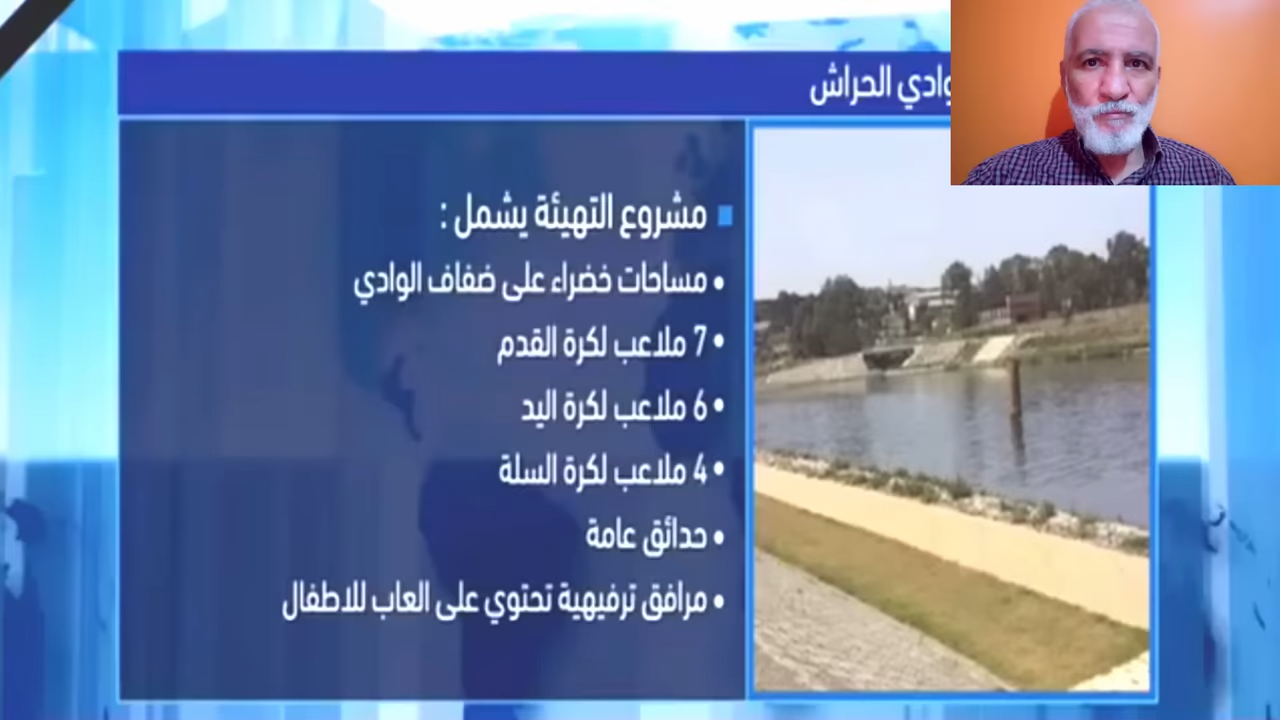 وادي الحراش
مشروع التهيئة يشمل :
• مساحات خضراء على ضفاف الوادي
• 7 ملاعب لكرة القدم
• 6 ملاعب لكرة اليد
• 4 ملاعب لكرة السلة
• حدائق عامة
• مرافق ترفيهية تحتوي على العاب للاطفال